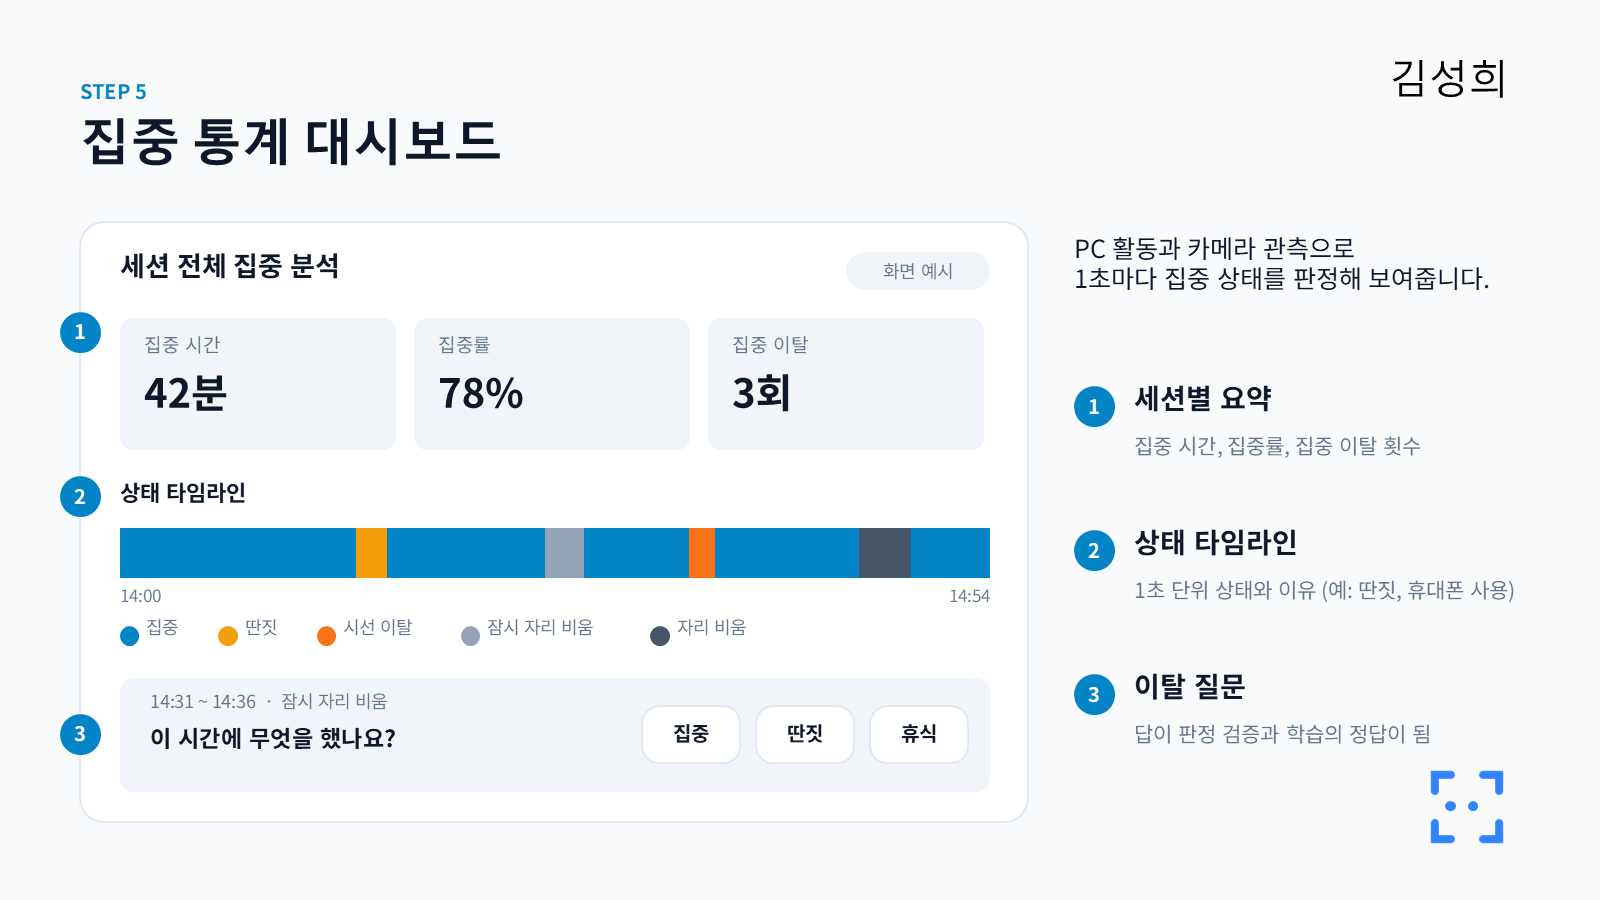 김성희
STEP 5
집중 통계 대시보드
세션 전체 집중 분석
화면 예시
1
집중 시간
42분
집중률
78%
집중 이탈
3회
2
상태 타임라인
14:00
14:54
집중
딴짓
시선 이탈
잠시 자리 비움
자리 비움
3
14:31 ~ 14:36 · 잠시 자리 비움
이 시간에 무엇을 했나요?
집중
딴짓
휴식
PC 활동과 카메라 관측으로
1초마다 집중 상태를 판정해 보여줍니다.
1
세션별 요약
집중 시간, 집중률, 집중 이탈 횟수
2
상태 타임라인
1초 단위 상태와 이유 (예: 딴짓, 휴대폰 사용)
3
이탈 질문
답이 판정 검증과 학습의 정답이 됨